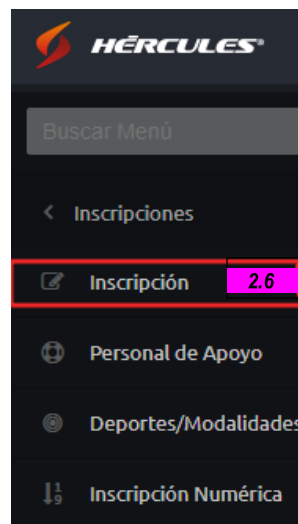 HÉRCULES®
Buscar Menú
< Inscripciones
Inscripción 2.6
Personal de Apoyo
Deportes/Modalidades
Inscripción Numérica